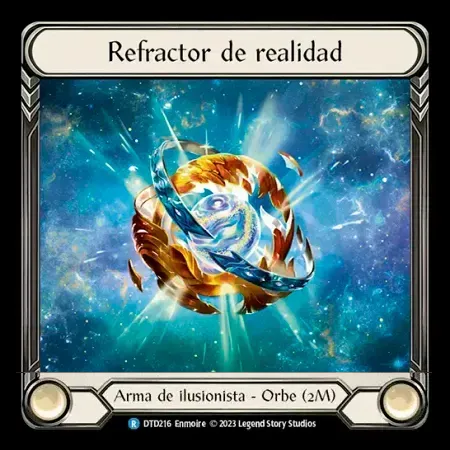 Refractor de realidad
Arma de ilusionista - Orbe (2M)
R DTD216 Enmoire © 2023 Legend Story Studios